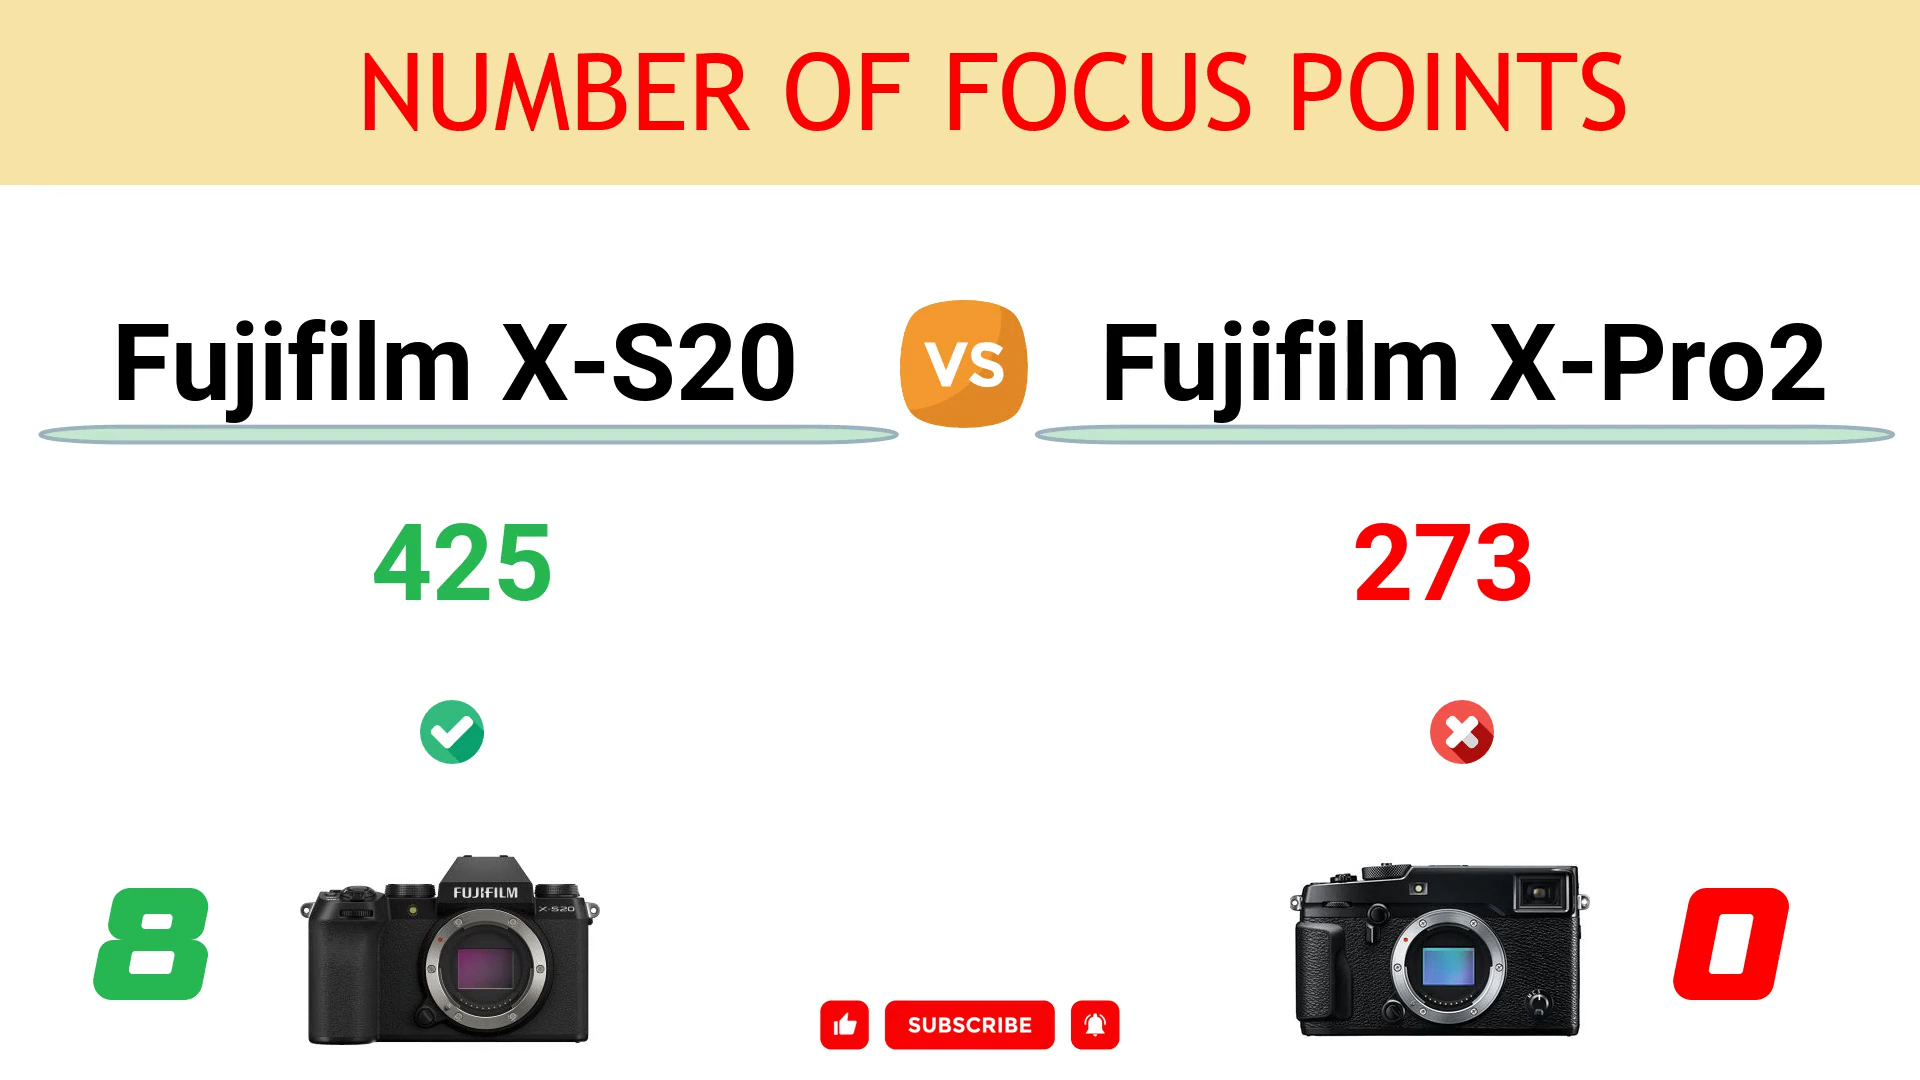 NUMBER OF FOCUS POINTS
Fujifilm X-S20
VS
Fujifilm X-Pro2
425
273
8
FUJIFILM
X-S20
0
SUBSCRIBE